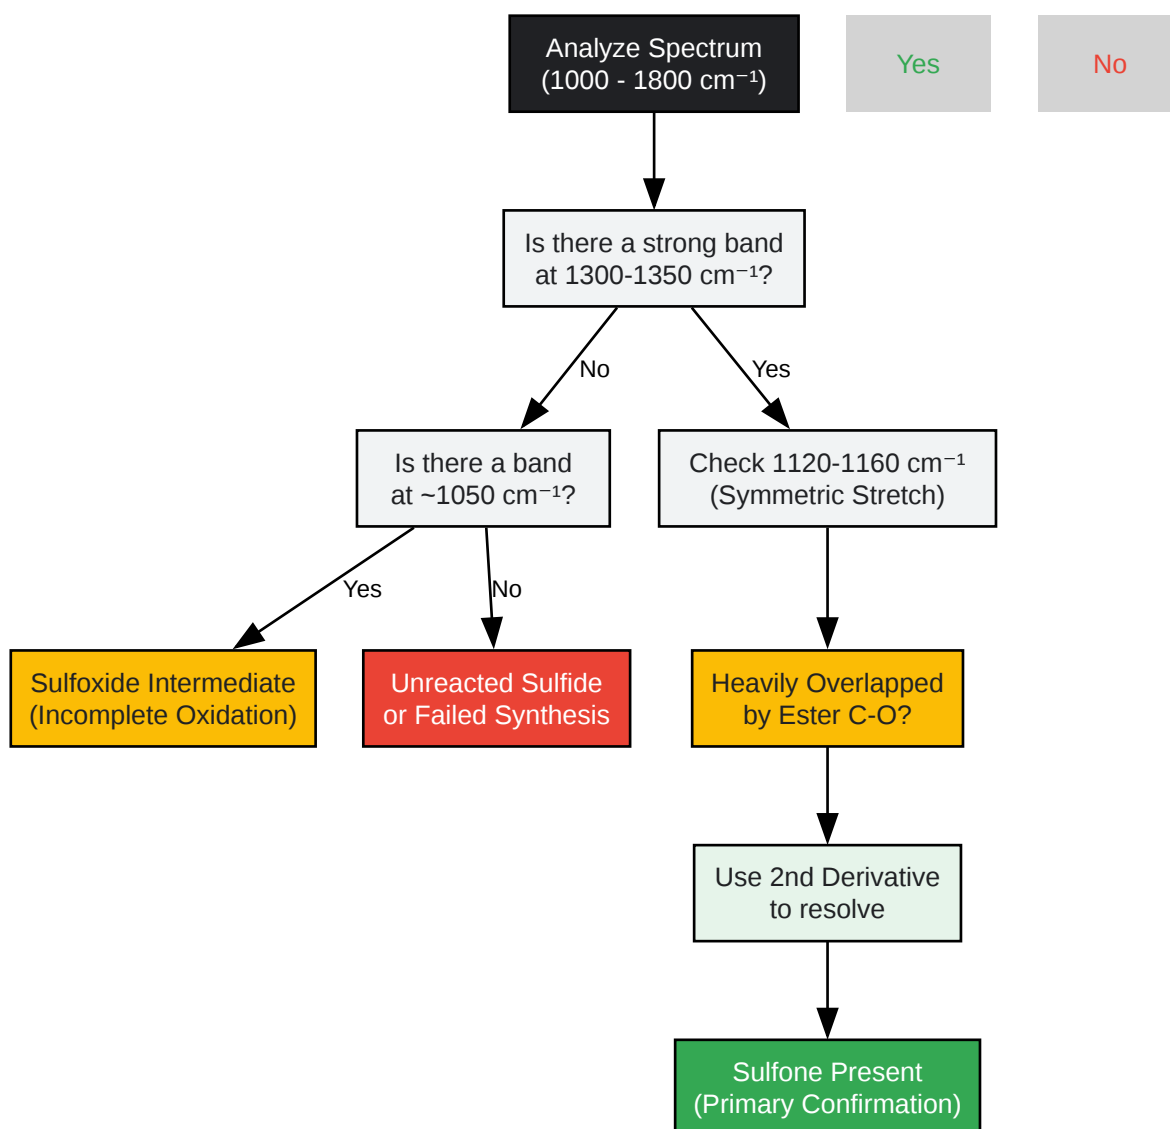 Analyze Spectrum
(1000 - 1800 cm⁻¹)
Yes
No
Is there a strong band
at 1300-1350 cm⁻¹?
No
Yes
Is there a band
at ~1050 cm⁻¹?
Check 1120-1160 cm⁻¹
(Symmetric Stretch)
Yes
No
Sulfoxide Intermediate
(Incomplete Oxidation)
Unreacted Sulfide
or Failed Synthesis
Heavily Overlapped
by Ester C-O?
Use 2nd Derivative
to resolve
Sulfone Present
(Primary Confirmation)